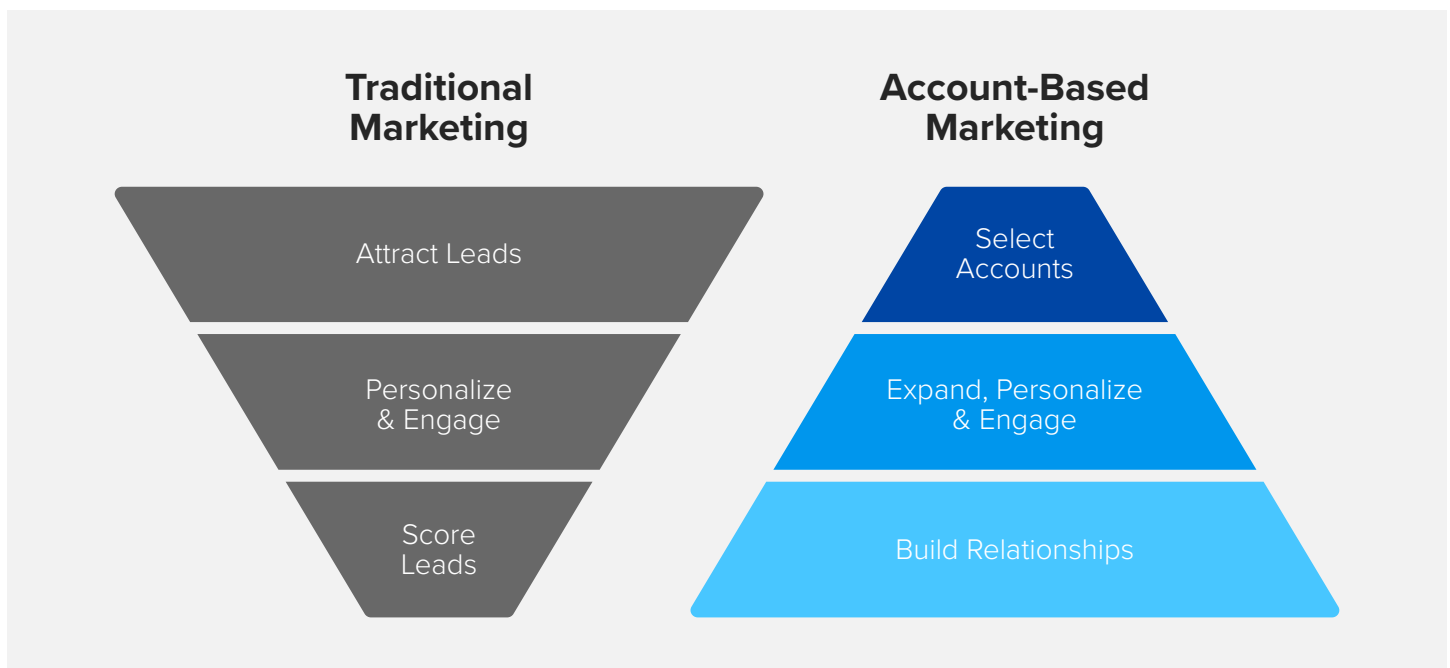 Traditional
Marketing
Attract Leads
Personalize
& Engage
Score
Leads
Account-Based
Marketing
Select
Accounts
Expand, Personalize
& Engage
Build Relationships